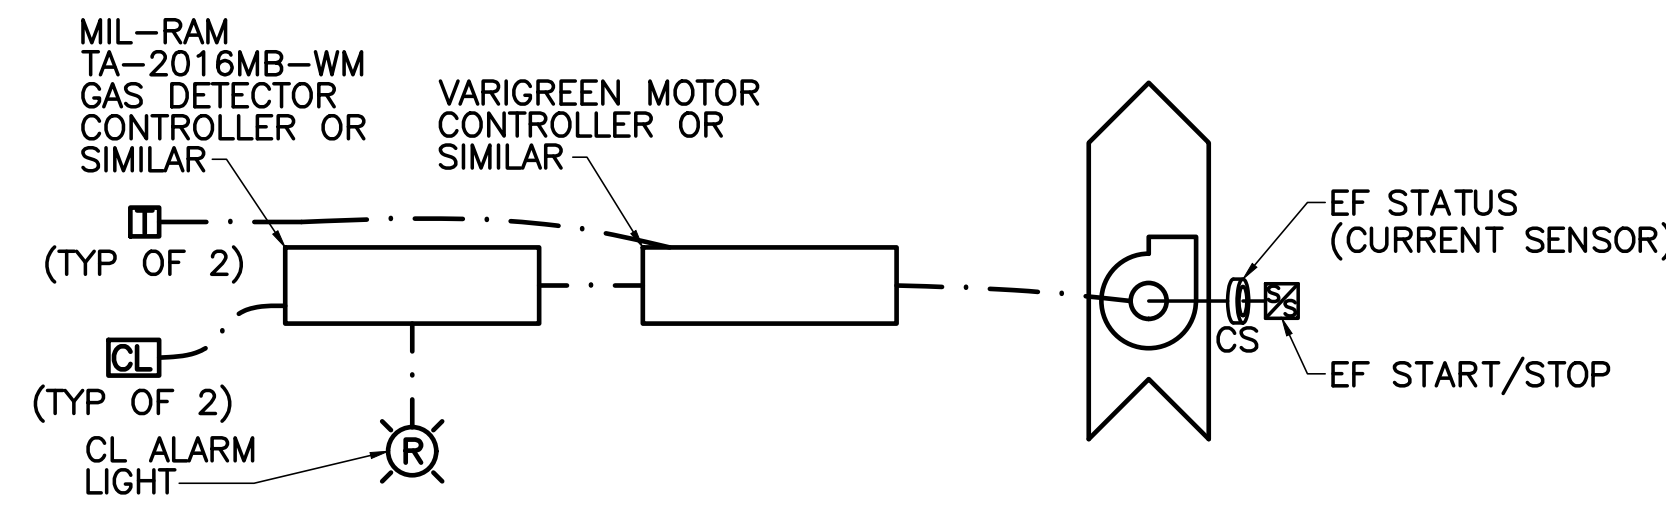 MIL-RAM
TA-2016MB-WM
GAS DETECTOR
CONTROLLER OR
SIMILAR
VARIGREEN MOTOR
CONTROLLER OR
SIMILAR
T
(TYP OF 2)
CL
(TYP OF 2)
CL ALARM
LIGHT
R
EF STATUS
(CURRENT SENSOR)
S/S
CS
EF START/STOP